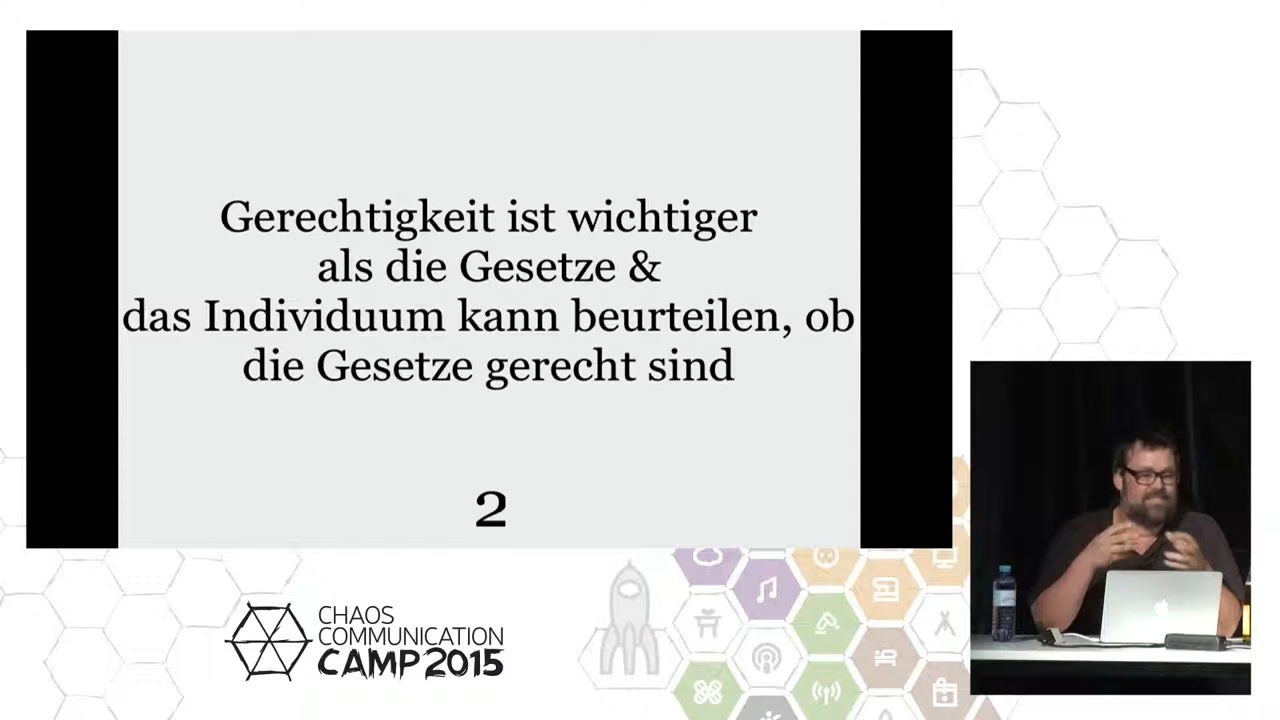 Gerechtigkeit ist wichtiger
als die Gesetze &
das Individuum kann beurteilen, ob
die Gesetze gerecht sind
2
CHAOS
COMMUNICATION
CAMP 2015